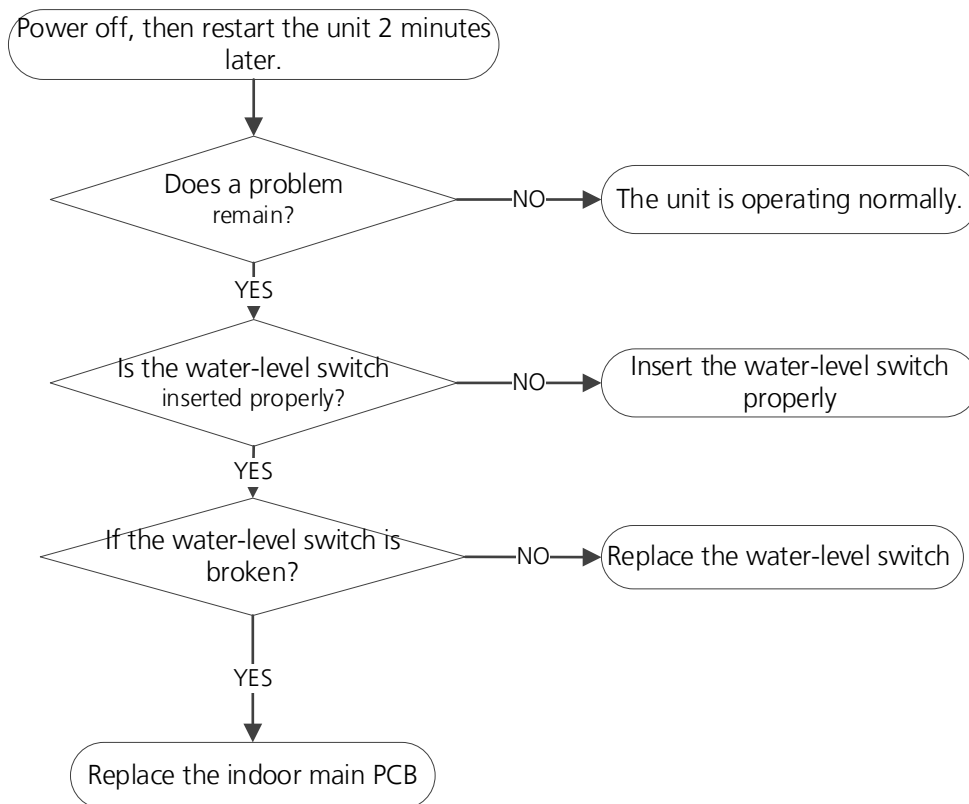 Power off, then restart the unit 2 minutes
later.
Does a problem
remain?
NO
The unit is operating normally.
YES
Is the water-level switch
inserted properly?
NO
Insert the water-level switch
properly
YES
If the water-level switch is
broken?
NO
Replace the water-level switch
YES
Replace the indoor main PCB